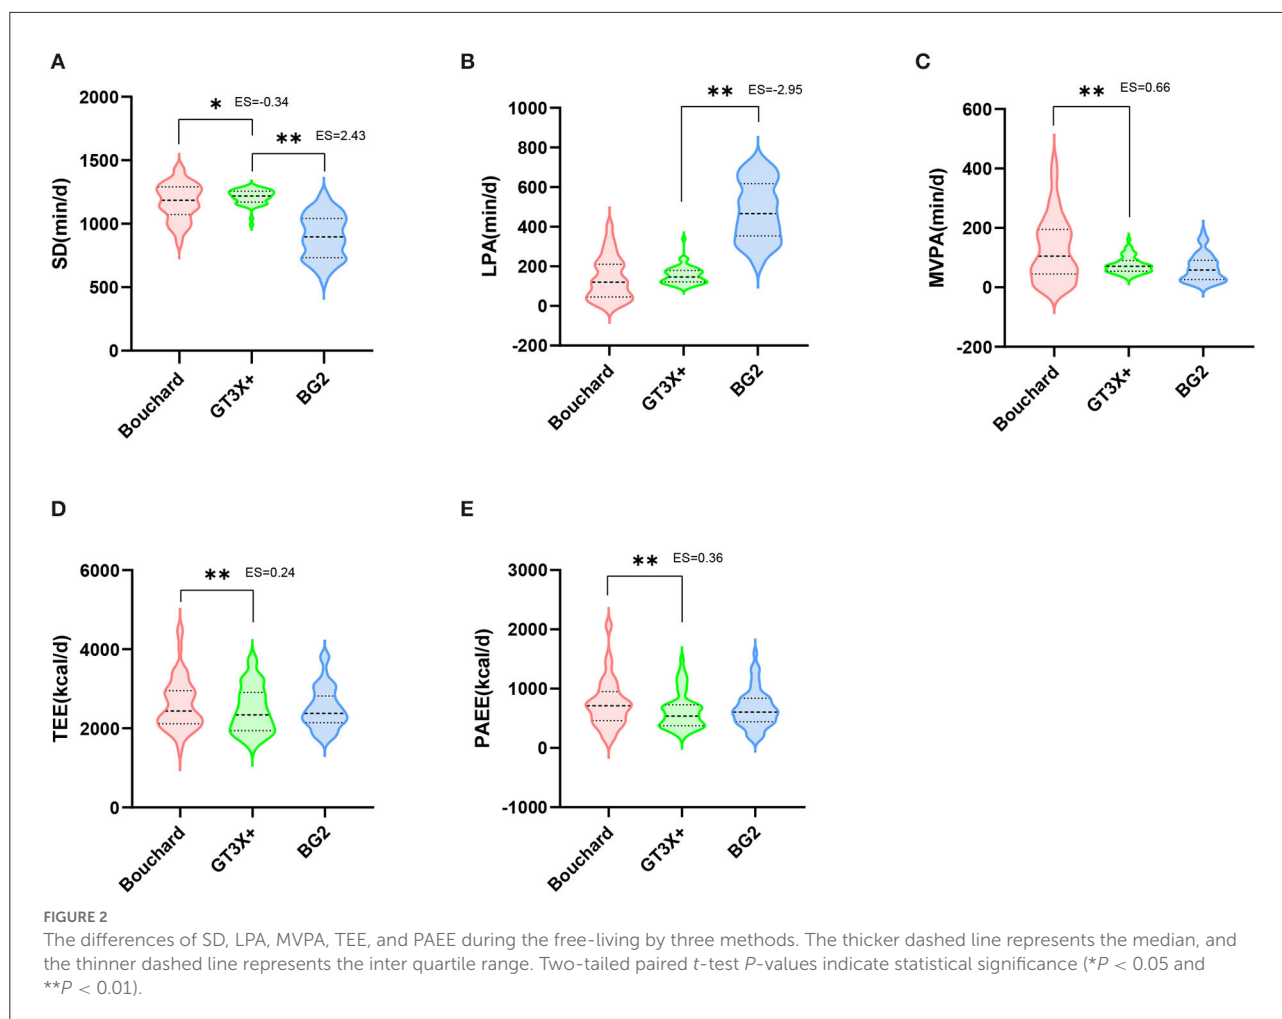 A
SD(min/d)
2000
1500
1000
500
0
* ES=-0.34
** ES=2.43
Bouchard
GT3X+
BG2
B
LPA(min/d)
1000
800
600
400
200
0
-200
** ES=-2.95
Bouchard
GT3X+
BG2
C
MVPA(min/d)
600
400
200
0
-200
** ES=0.66
Bouchard
GT3X+
BG2
D
TEE(kcal/d)
6000
4000
2000
0
** ES=0.24
Bouchard
GT3X+
BG2
E
PAEE(kcal/d)
3000
2000
1000
0
-1000
** ES=0.36
Bouchard
GT3X+
BG2
FIGURE 2
The differences of SD, LPA, MVPA, TEE, and PAEE during the free-living by three methods. The thicker dashed line represents the median, and
the thinner dashed line represents the inter quartile range. Two-tailed paired t-test P-values indicate statistical significance (*P < 0.05 and
**P < 0.01).